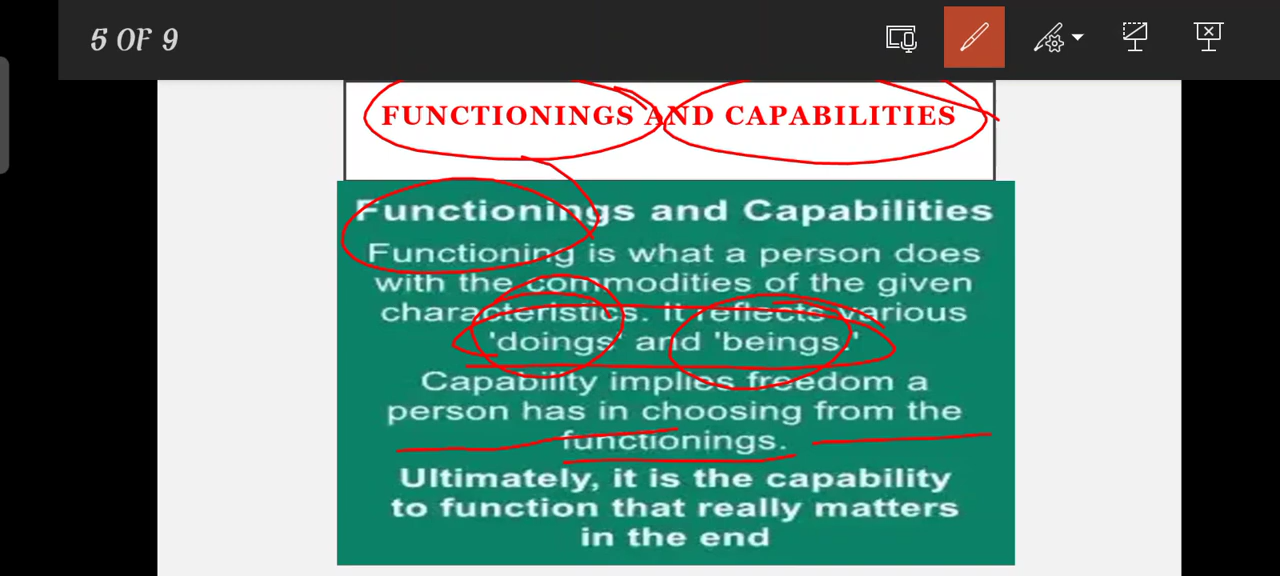 5 OF 9
FUNCTIONINGS AND CAPABILITIES
Functionings and Capabilities
Functioning is what a person does
with the commodities of the given
characteristics. It reflects various
'doings' and 'beings.'
Capability implies freedom a
person has in choosing from the
functionings.
Ultimately, it is the capability
to function that really matters
in the end